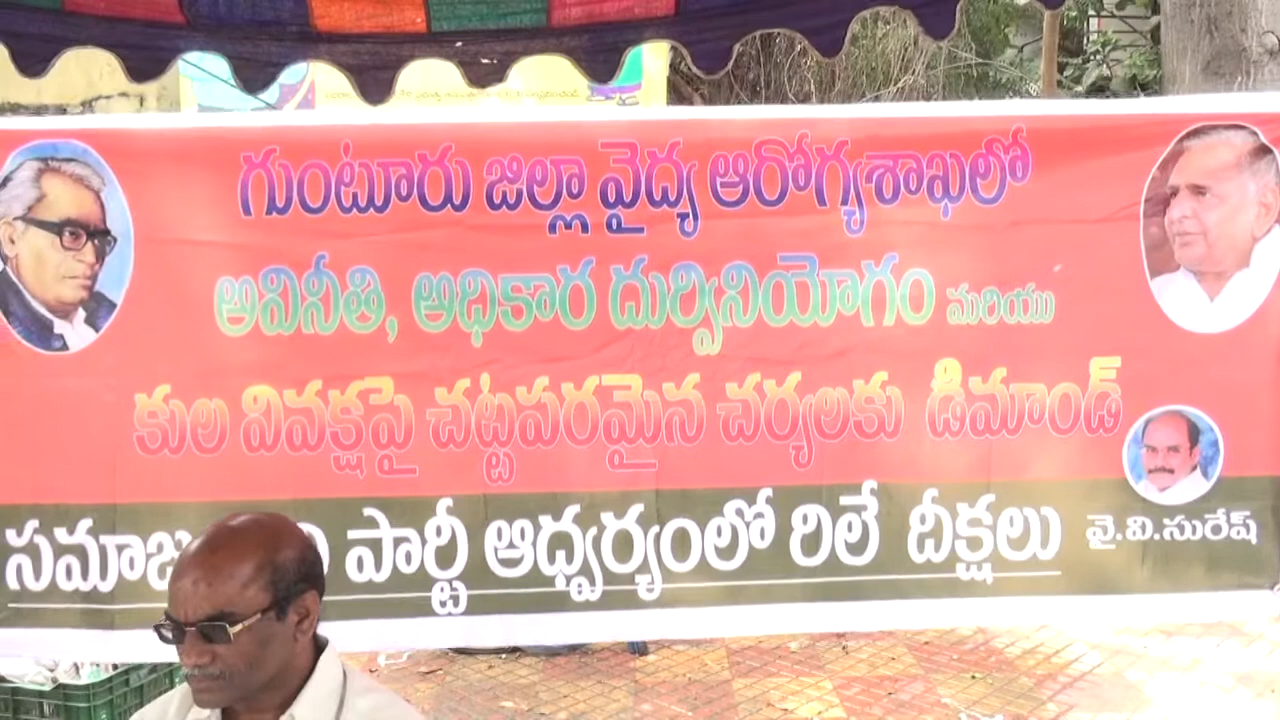 గుంటూరు జిల్లా వైద్య ఆరోగ్యశాఖలో
అవినీతి, అధికార దుర్వినియోగం మరియు
కుల వివక్షపై చట్టపరమైన చర్యలకు డిమాండ్
పార్టీ ఆధ్వర్యంలో రిలే దీక్షలు
వై.వి.సురేష్